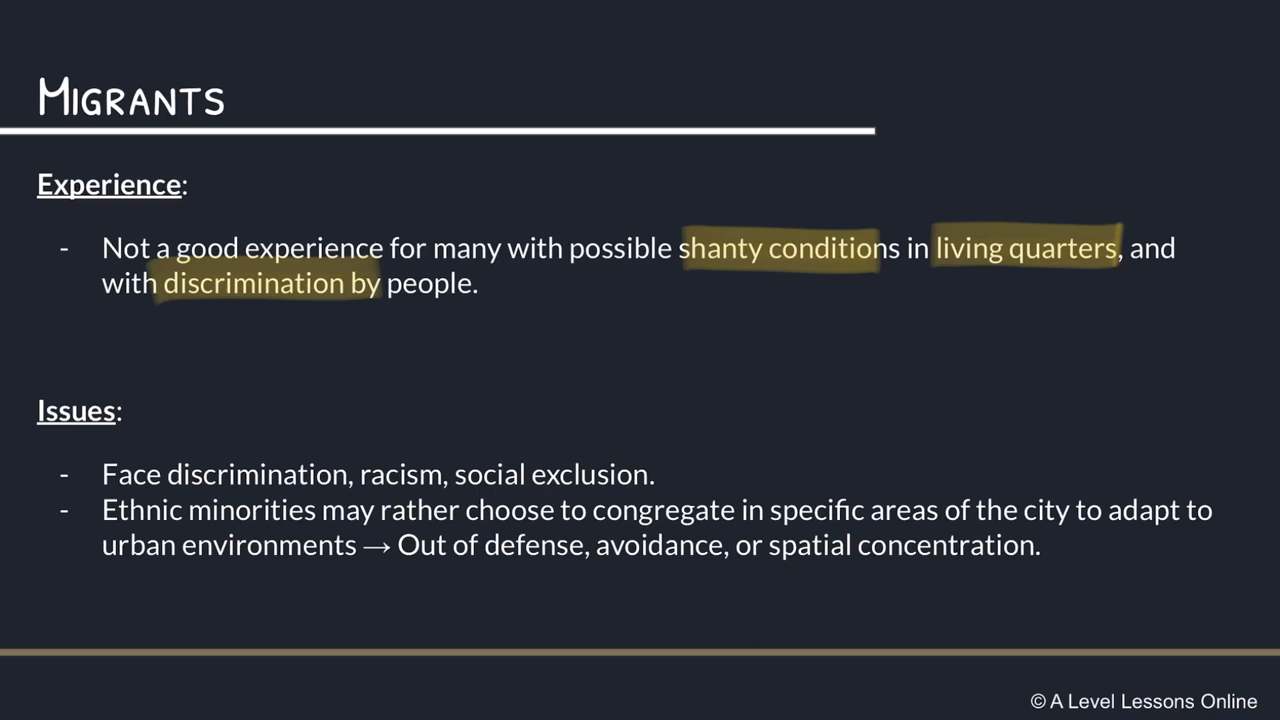 MIGRANTS
Experience:
- Not a good experience for many with possible shanty conditions in living quarters, and
with discrimination by people.
Issues:
- Face discrimination, racism, social exclusion.
- Ethnic minorities may rather choose to congregate in specific areas of the city to adapt to
urban environments → Out of defense, avoidance, or spatial concentration.
© A Level Lessons Online